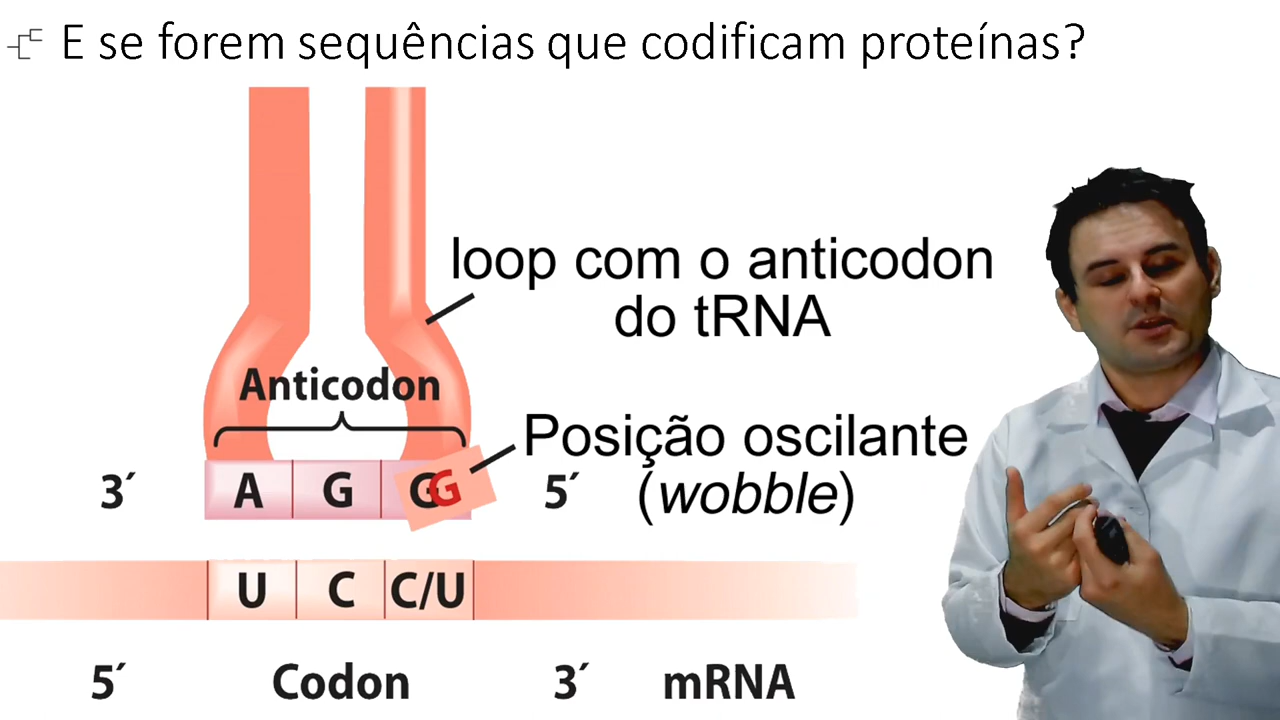 E se forem sequências que codificam proteínas?
loop com o anticodon
do tRNA
Anticodon
Posição oscilante
(wobble)
3´ A G G G 5´
U C C/U
5´ Codon 3´ mRNA